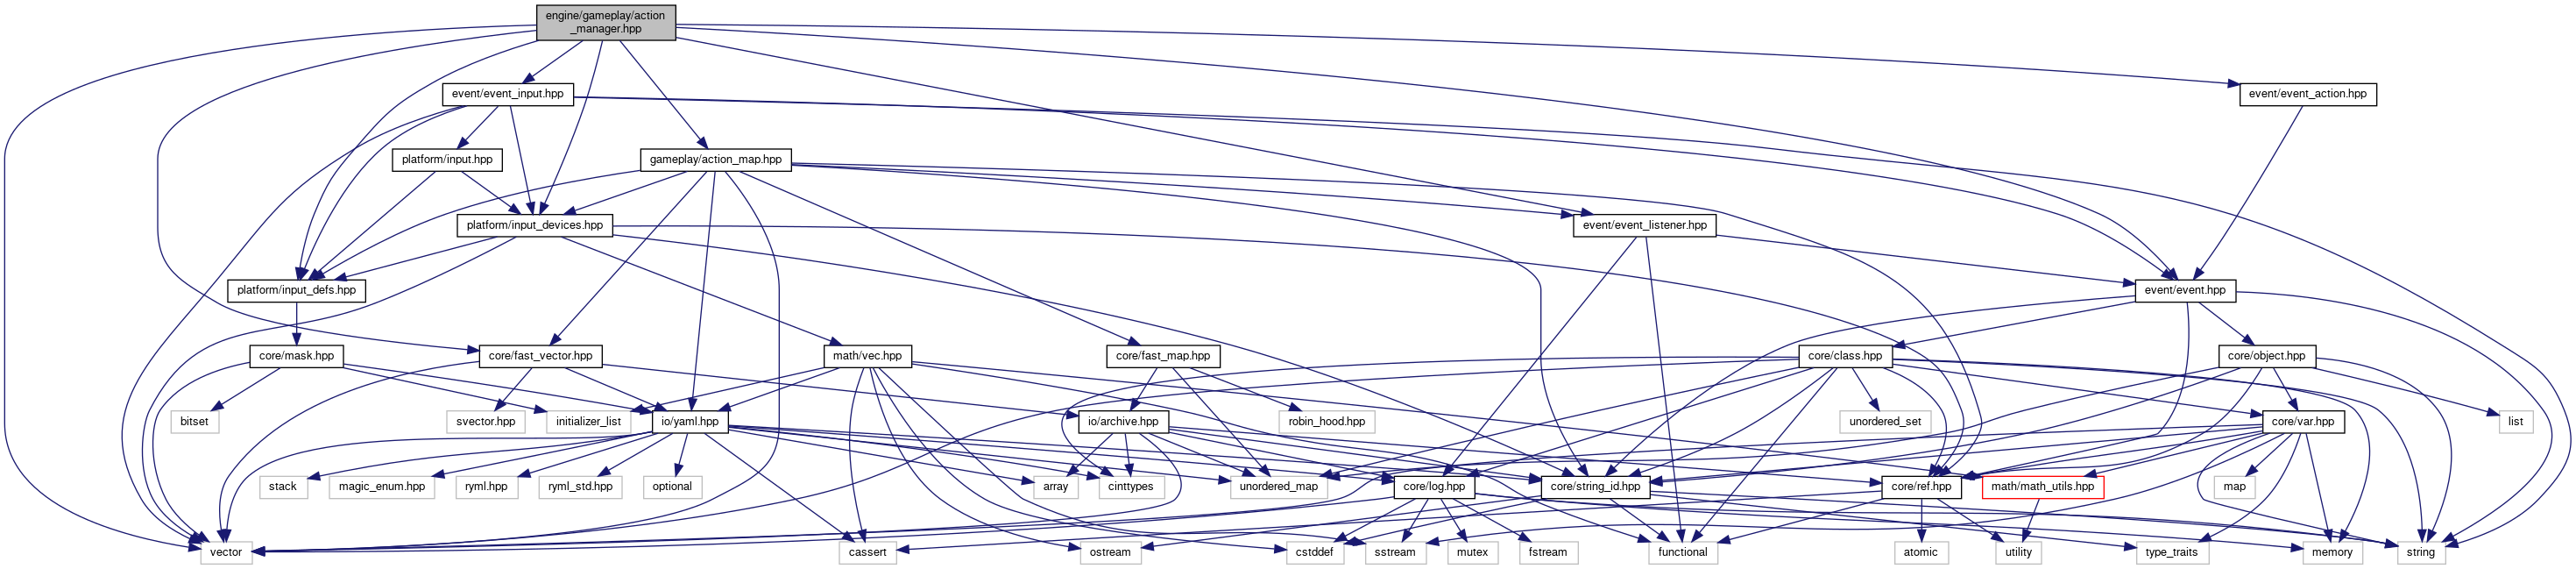 engine/gameplay/action
_manager.hpp
event/event_input.hpp
event/event_action.hpp
platform/input.hpp
gameplay/action_map.hpp
platform/input_devices.hpp
event/event_listener.hpp
platform/input_defs.hpp
event/event.hpp
core/mask.hpp
core/fast_vector.hpp
math/vec.hpp
core/fast_map.hpp
core/class.hpp
core/object.hpp
bitset
svector.hpp
initializer_list
io/yaml.hpp
io/archive.hpp
robin_hood.hpp
unordered_set
core/var.hpp
list
stack
magic_enum.hpp
ryml.hpp
ryml_std.hpp
optional
array
cinttypes
unordered_map
core/log.hpp
core/string_id.hpp
core/ref.hpp
math/math_utils.hpp
map
vector
cassert
ostream
cstddef
sstream
mutex
fstream
functional
atomic
utility
type_traits
memory
string